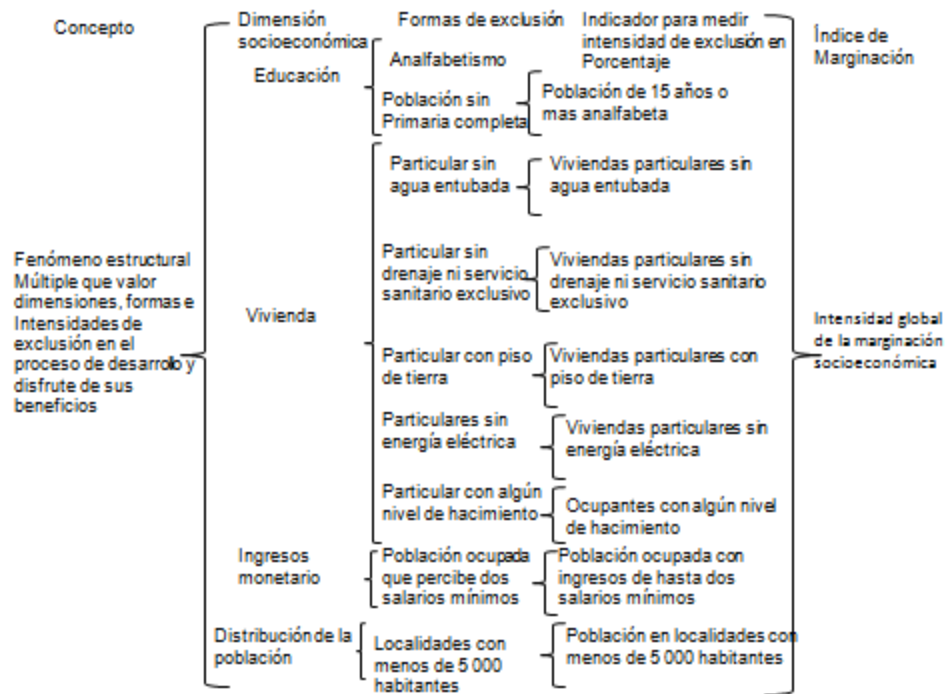 Concepto
Dimensión
socioeconómica
Formas de exclusión
Indicador para medir
intensidad de exclusión en
Porcentaje
Índice de
Marginación
Fenómeno estructural
Múltiple que valor
dimensiones, formas e
Intensidades de
exclusión en el
proceso de desarrollo y
disfrute de sus
beneficios
Educación
Analfabetismo
Población sin
Primaria completa
Población de 15 años o
mas analfabeta
Vivienda
Particular sin
agua entubada
Viviendas particulares sin
agua entubada
Particular sin
drenaje ni servicio
sanitario exclusivo
Viviendas particulares sin
drenaje ni servicio sanitario
exclusivo
Particular con piso
de tierra
Viviendas particulares con
piso de tierra
Particulares sin
energía eléctrica
Viviendas particulares sin
energía eléctrica
Particular con algún
nivel de hacimiento
Ocupantes con algún nivel
de hacimiento
Ingresos
monetario
Población ocupada
que percibe dos
salarios mínimos
Población ocupada con
ingresos de hasta dos
salarios mínimos
Distribución de la
población
Localidades con
menos de 5 000
habitantes
Población en localidades con
menos de 5 000 habitantes
Intensidad global
de la marginación
socioeconómica